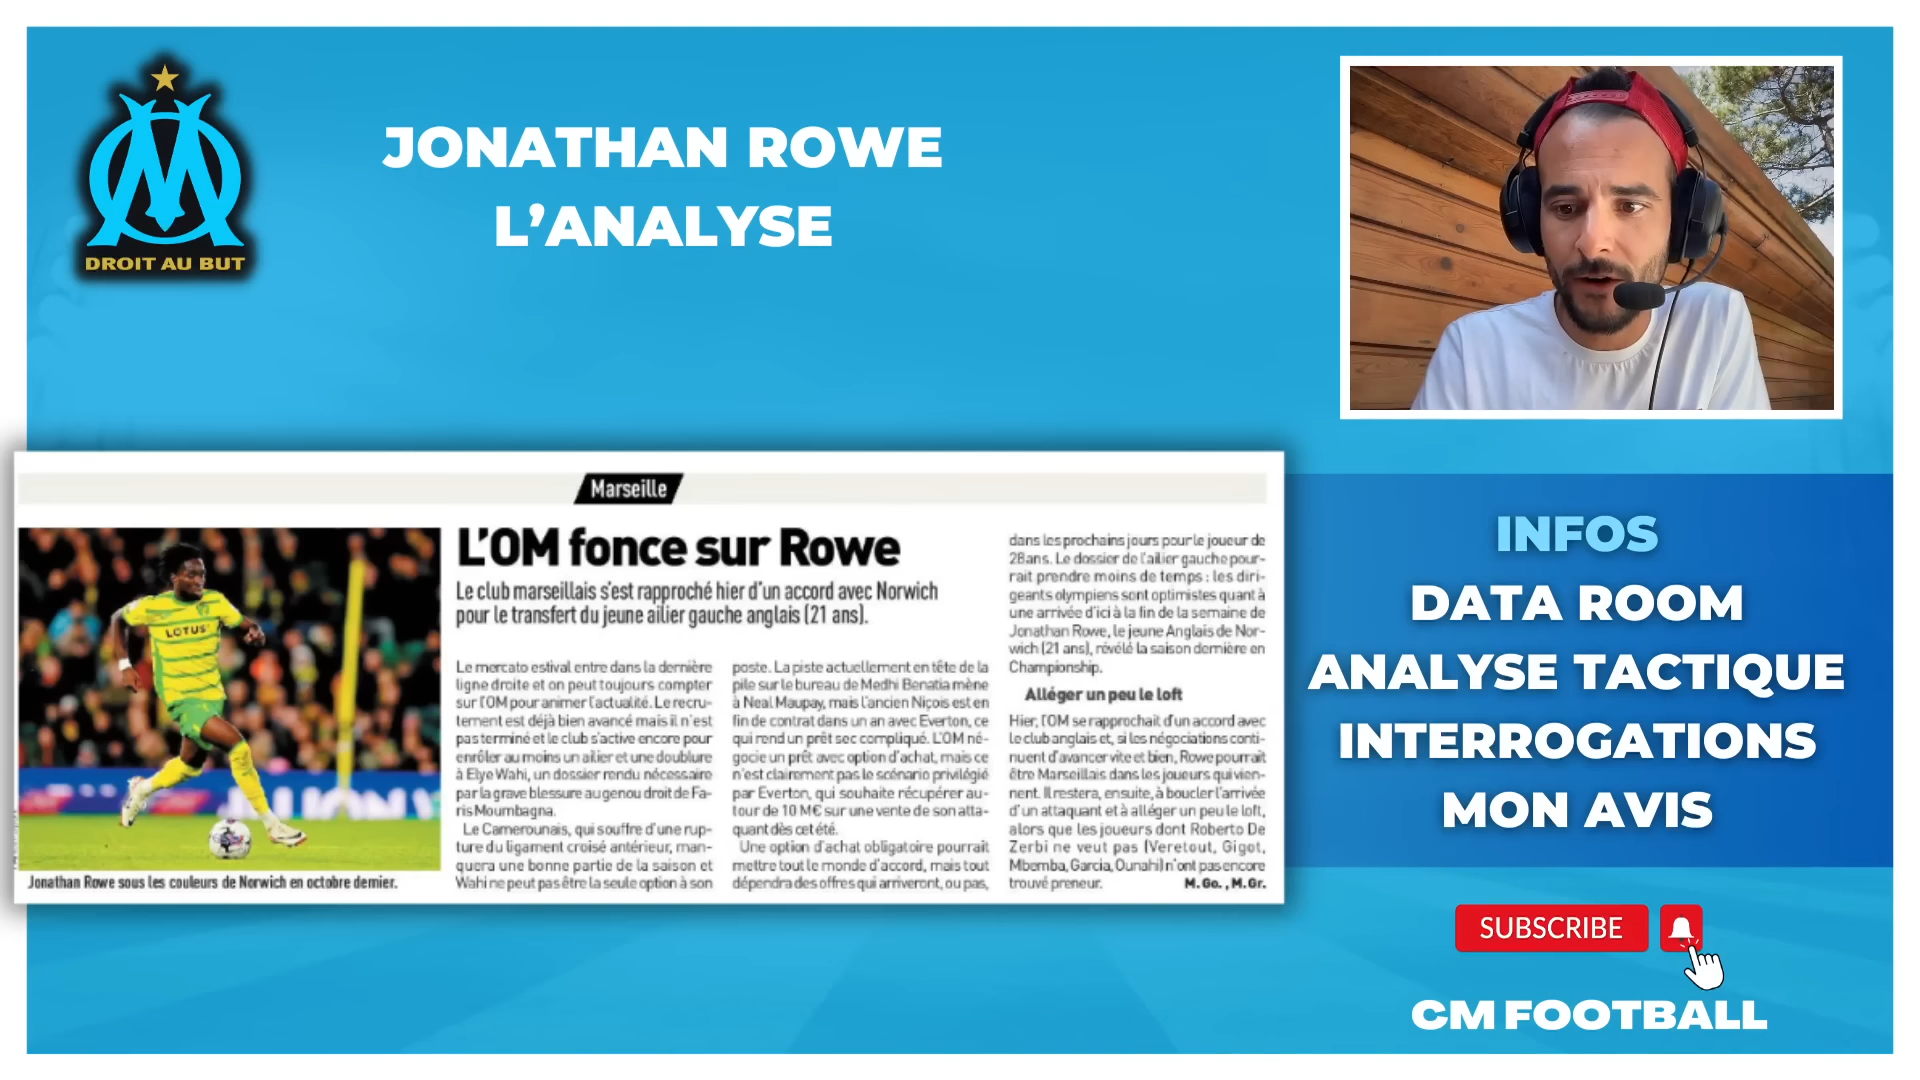 DROIT AU BUT
JONATHAN ROWE
L'ANALYSE
Marseille
LOTUS
Jonathan Rowe sous les couleurs de Norwich en octobre dernier.
L'OM fonce sur Rowe
Le club marseillais s'est rapproché hier d'un accord avec Norwich
pour le transfert du jeune ailier gauche anglais (21 ans).
Le mercato estival entre dans la dernière
ligne droite et on peut toujours compter
sur l'OM pour animer l'actualité. Le recru-
tement est déjà bien avancé mais il n'est
pas terminé et le club s'active encore pour
enrôler au moins un ailier et une doublure
à Elye Wahi, un dossier rendu nécessaire
par la grave blessure au genou droit de Fa-
ris Moumbagna.
Le Camerounais, qui souffre d'une rup-
ture du ligament croisé antérieur, man-
quera une bonne partie de la saison et
Wahi ne peut pas être la seule option à son
poste. La piste actuellement en tête de la
pile sur le bureau de Medhi Benatia mène
à Neal Maupay, mais l'ancien Niçois est en
fin de contrat dans un an avec Everton, ce
qui rend un prêt sec compliqué. L'OM né-
gocie un prêt avec option d'achat, mais ce
n'est clairement pas le scénario privilégié
par Everton, qui souhaite récupérer au-
tour de 10 M€ sur une vente de son atta-
quant dès cet été.
Une option d'achat obligatoire pourrait
mettre tout le monde d'accord, mais tout
dépendra des offres qui arriveront, ou pas,
dans les prochains jours pour le joueur de
28 ans. Le dossier de l'ailier gauche pour-
rait prendre moins de temps : les diri-
geants olympiens sont optimistes quant à
une arrivée d'ici à la fin de la semaine de
Jonathan Rowe, le jeune Anglais de Nor-
wich (21 ans), révélé la saison dernière en
Championship.
Alléger un peu le loft
Hier, l'OM se rapprochait d'un accord avec
le club anglais et, si les négociations conti-
nuent d'avancer vite et bien, Rowe pourrait
être Marseillais dans les joueurs qui vien-
nent. Il restera, ensuite, à boucler l'arrivée
d'un attaquant et à alléger un peu le loft,
alors que les joueurs dont Roberto De
Zerbi ne veut pas (Veretout, Gigot,
Mbemba, Garcia, Ounahi) n'ont pas encore
trouvé preneur. M. Go. , M. Gr.
INFOS
DATA ROOM
ANALYSE TACTIQUE
INTERROGATIONS
MON AVIS
SUBSCRIBE
CM FOOTBALL